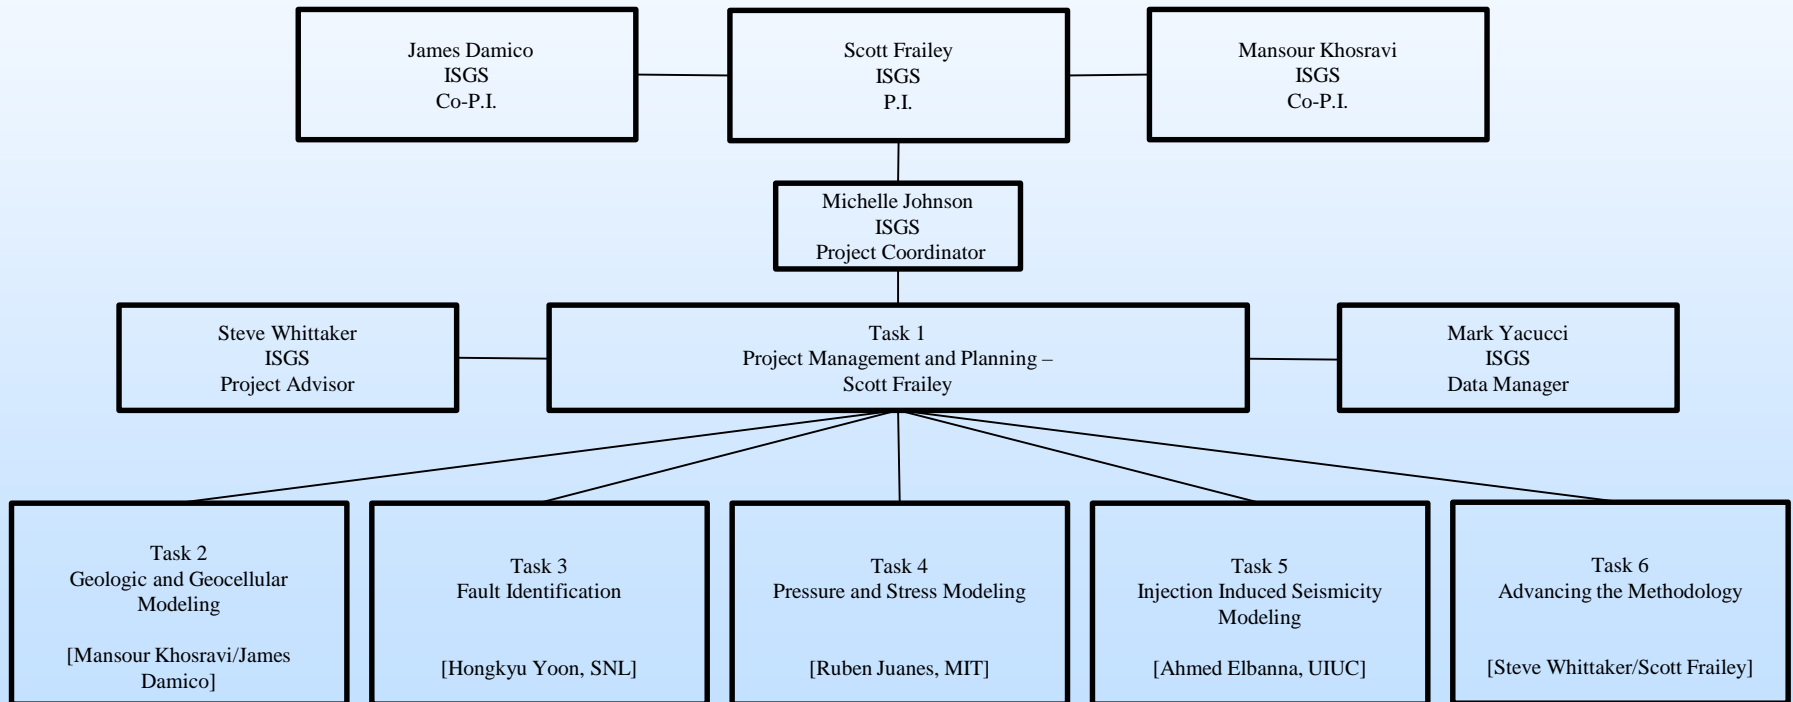 James Damico
ISGS
Co-P.I.
Scott Frailey
ISGS
P.I.
Mansour Khosravi
ISGS
Co-P.I.
Michelle Johnson
ISGS
Project Coordinator
Steve Whittaker
ISGS
Project Advisor
Task 1
Project Management and Planning –
Scott Frailey
Mark Yacucci
ISGS
Data Manager
Task 2
Geologic and Geocellular
Modeling
[Mansour Khosravi/James
Damico]
Task 3
Fault Identification
[Hongkyu Yoon, SNL]
Task 4
Pressure and Stress Modeling
[Ruben Juanes, MIT]
Task 5
Injection Induced Seismicity
Modeling
[Ahmed Elbanna, UIUC]
Task 6
Advancing the Methodology
[Steve Whittaker/Scott Frailey]